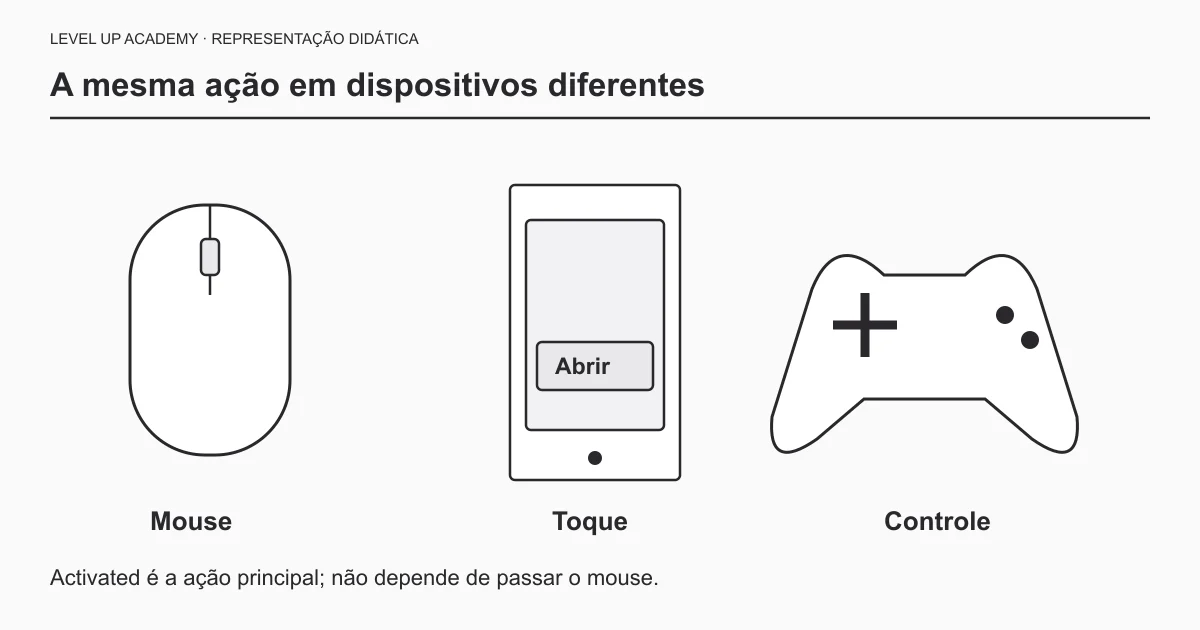 LEVEL UP ACADEMY · REPRESENTAÇÃO DIDÁTICA
A mesma ação em dispositivos diferentes
Abrir
Mouse
Toque
Controle
Activated é a ação principal; não depende de passar o mouse.